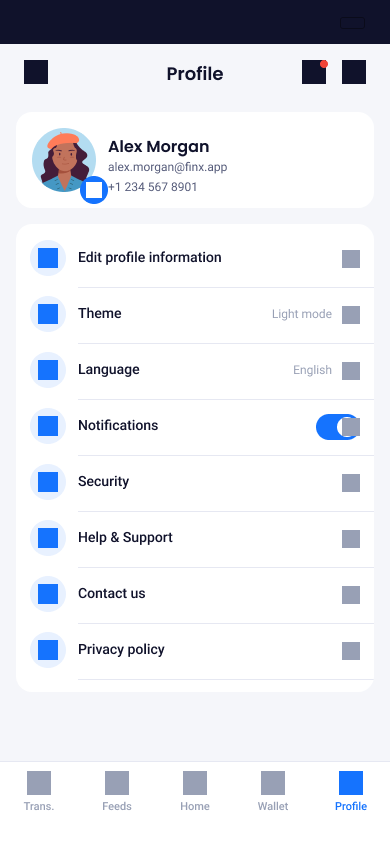 Profile
Alex Morgan
alex.morgan@finx.app
+1 234 567 8901
Edit profile information
Theme Light mode
Language English
Notifications
Security
Help & Support
Contact us
Privacy policy
Trans. Feeds Home Wallet Profile